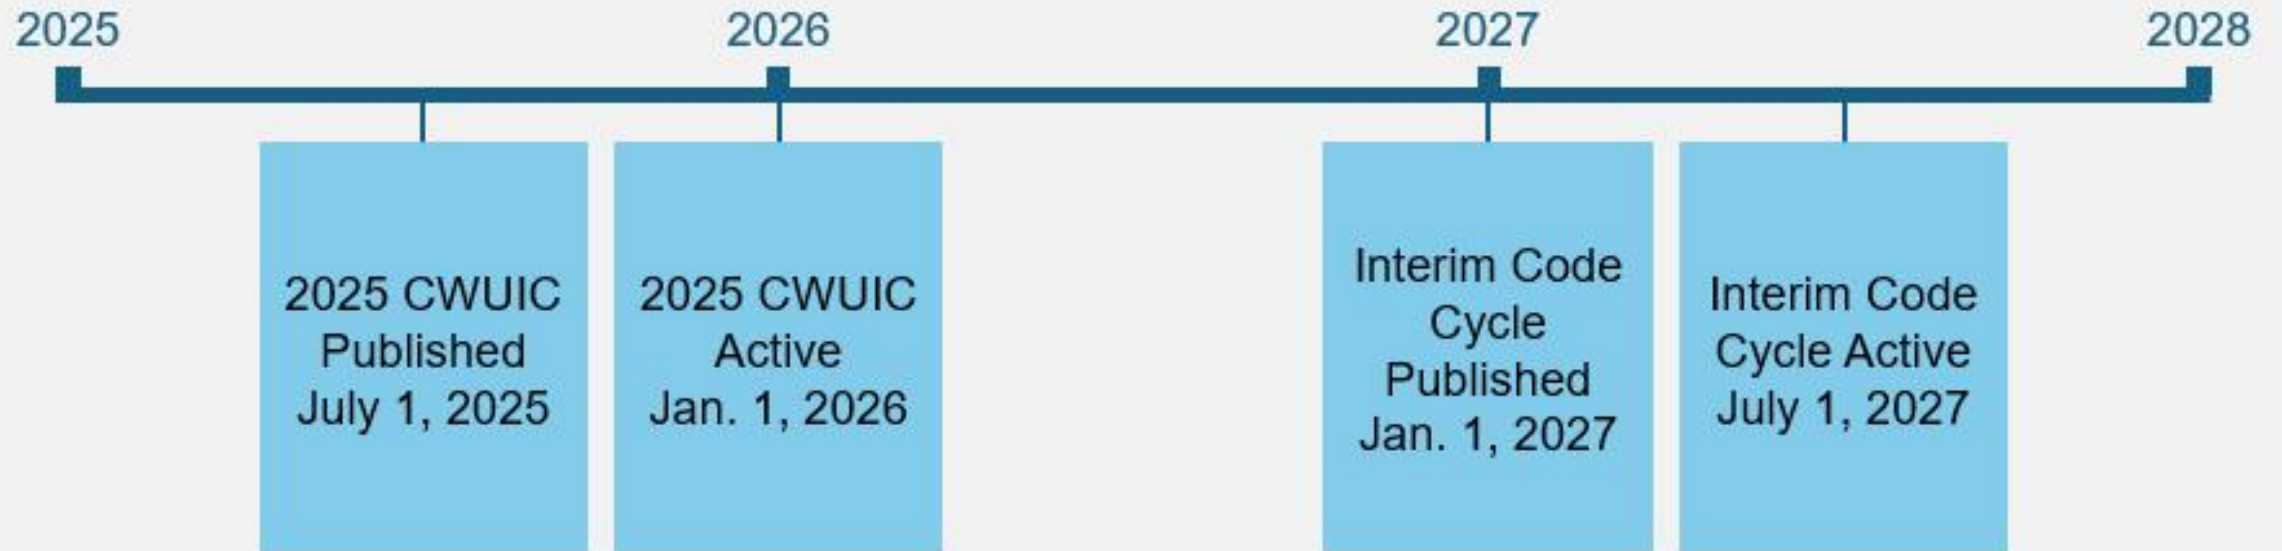 2025
2026
2027
2028
2025 CWUIC
Published
July 1, 2025
2025 CWUIC
Active
Jan. 1, 2026
Interim Code
Cycle
Published
Jan. 1, 2027
Interim Code
Cycle Active
July 1, 2027